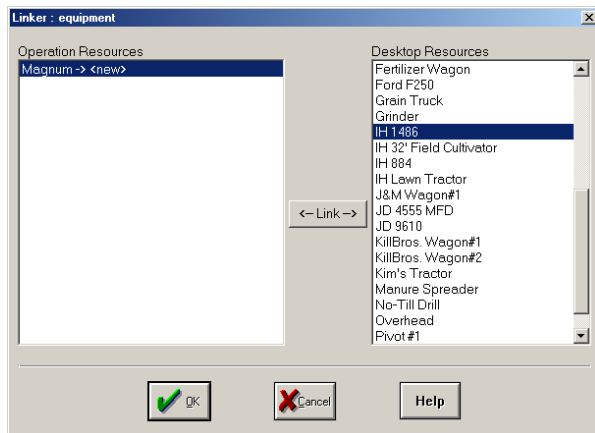 Linker : equipment
Operation Resources
Magnum -> <new>
<-- Link -->
Desktop Resources
Fertilizer Wagon
Ford F250
Grain Truck
Grinder
IH 1486
IH 32' Field Cultivator
IH 884
IH Lawn Tractor
J&M Wagon#1
JD 4555 MFD
JD 9610
KillBros. Wagon#1
KillBros. Wagon#2
Kim's Tractor
Manure Spreader
No-Till Drill
Overhead
Pivot #1
OK
Cancel
Help